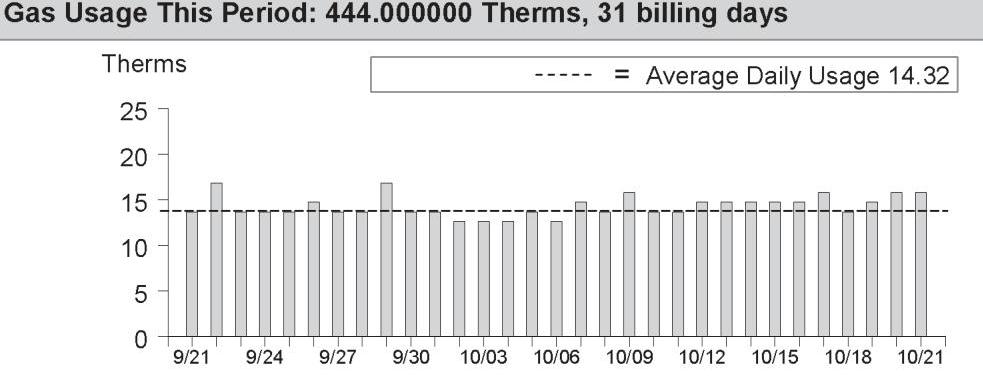 Gas Usage This Period: 444.000000 Therms, 31 billing days
Therms
----- = Average Daily Usage 14.32
25
20
15
10
5
0
9/21 9/24 9/27 9/30 10/03 10/06 10/09 10/12 10/15 10/18 10/21